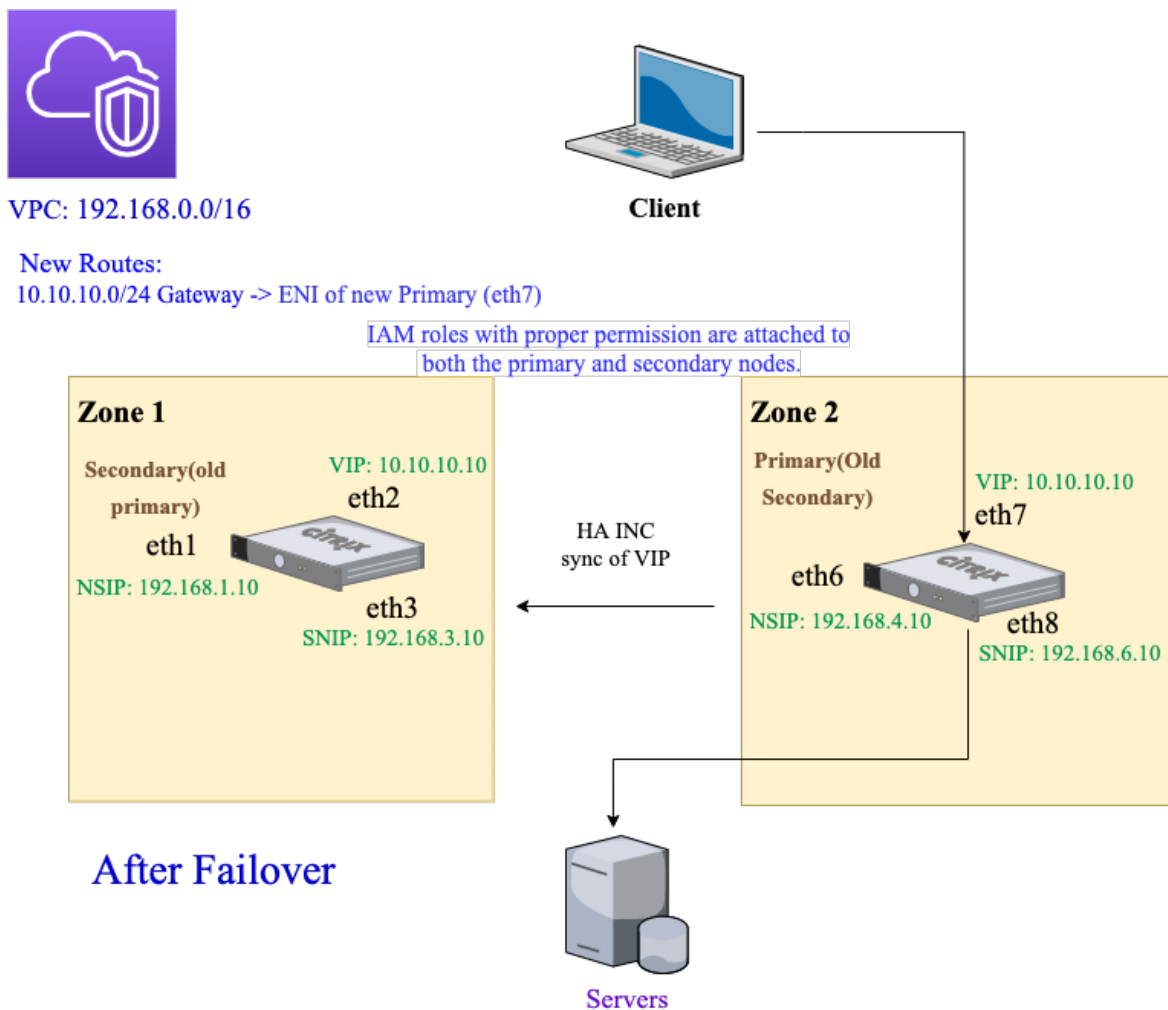 VPC: 192.168.0.0/16
Client
New Routes:
10.10.10.0/24 Gateway -> ENI of new Primary (eth7)
IAM roles with proper permission are attached to
both the primary and secondary nodes.
Zone 1
Secondary(old
primary)
VIP: 10.10.10.10
eth2
eth1
CITRIX
NSIP: 192.168.1.10
eth3
SNIP: 192.168.3.10
HA INC
sync of VIP
Zone 2
Primary(Old
Secondary)
VIP: 10.10.10.10
eth7
eth6
CITRIX
NSIP: 192.168.4.10
eth8
SNIP: 192.168.6.10
After Failover
Servers